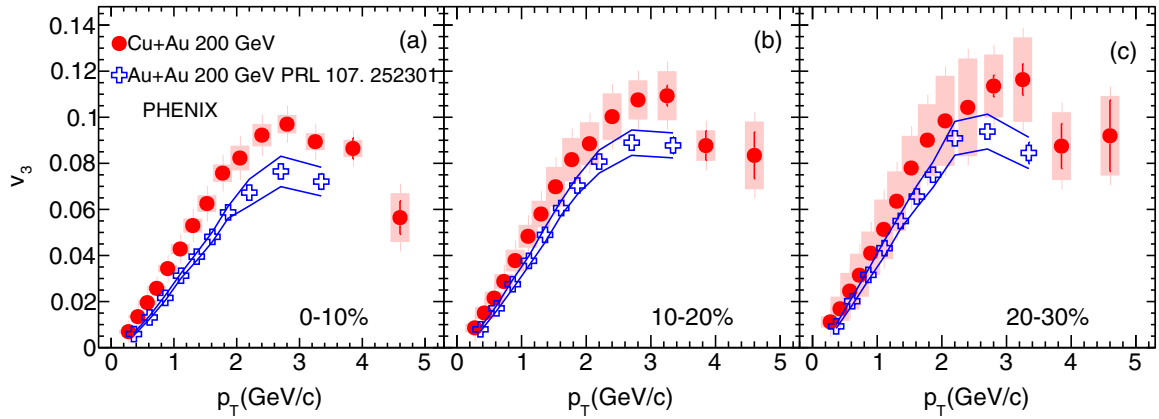 0.14
0.12
0.1
0.08
0.06
0.04
0.02
0
v3
Cu+Au 200 GeV
Au+Au 200 GeV PRL 107. 252301
PHENIX
(a)
0-10%
0 1 2 3 4 5
pT(GeV/c)
(b)
10-20%
0 1 2 3 4 5
pT(GeV/c)
(c)
20-30%
0 1 2 3 4 5
pT(GeV/c)